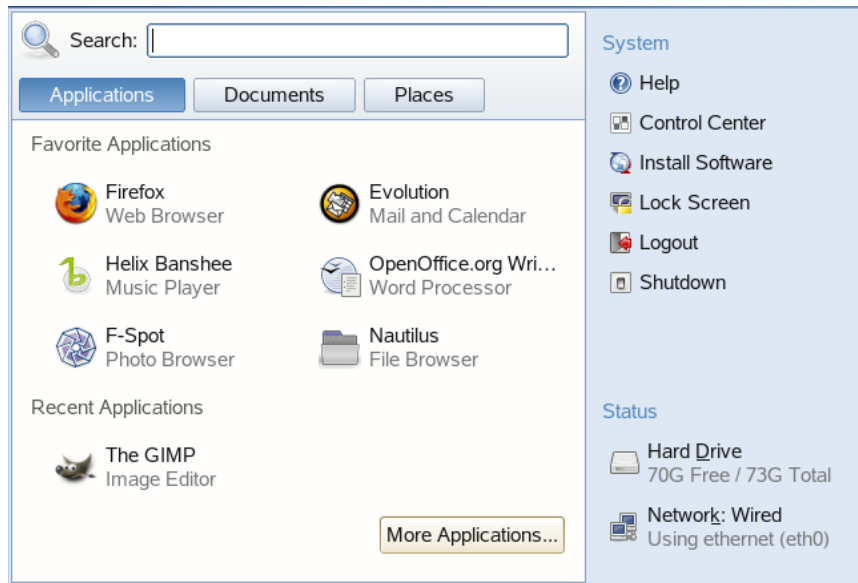 Search:
Applications
Documents
Places
Favorite Applications
Firefox
Web Browser
Evolution
Mail and Calendar
Helix Banshee
Music Player
OpenOffice.org Wri...
Word Processor
F-Spot
Photo Browser
Nautilus
File Browser
Recent Applications
The GIMP
Image Editor
More Applications...
System
Help
Control Center
Install Software
Lock Screen
Logout
Shutdown
Status
Hard Drive
70G Free / 73G Total
Network: Wired
Using ethernet (eth0)